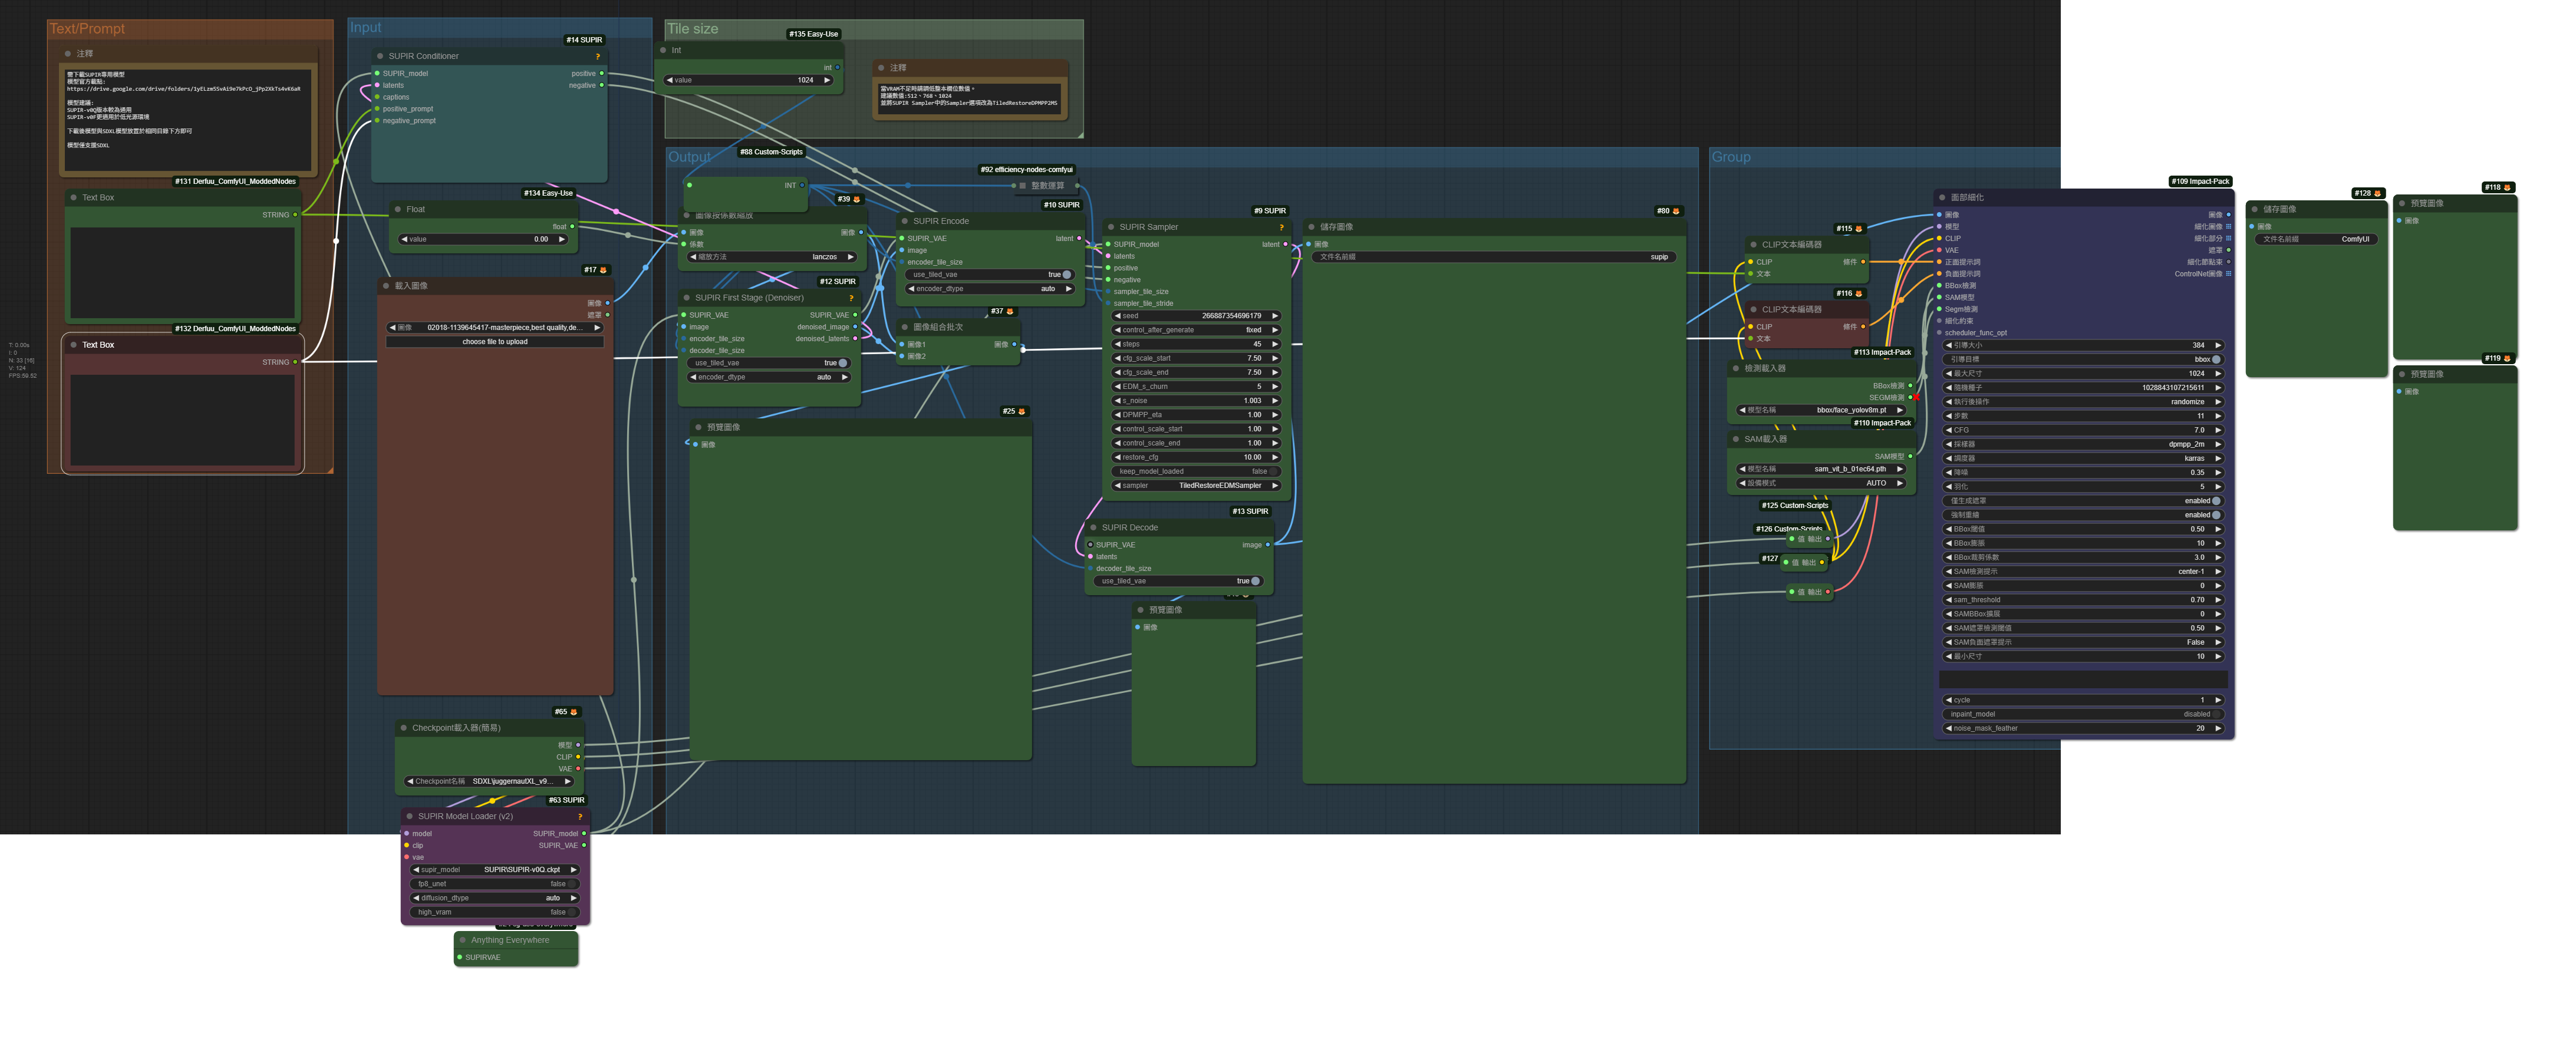 Text/Prompt
注釋
需下載SUPIR專用模型
模型官方載點:
模型建議:
SUPIR-v0Q版本較為通用
SUPIR-v0F更適用於低光源環境
下載後模型與SDXL模型放置於相同目錄下方即可
模型僅支援SDXL
#131 Derfuu_ComfyUI_ModdedNodes
Text Box
STRING
#132 Derfuu_ComfyUI_ModdedNodes
Text Box
STRING
T: 0.00s
I: 0
N: 33 [16]
V: 124
FPS:59.52
Input
#14 SUPIR
SUPIR Conditioner ?
SUPIR_model positive
latents negative
captions
positive_prompt
negative_prompt
#134 Easy-Use
Float
float
value 0.00
#17
載入圖像
圖像
遮罩
圖像 02018-1139645417-masterpiece,best quality,de...
choose file to upload
#65
Checkpoint載入器(簡易)
模型
CLIP
VAE
Checkpoint名稱 SDXL\juggernautXL_v9...
#63 SUPIR
SUPIR Model Loader (v2) ?
model SUPIR_model
clip SUPIR_VAE
vae
supir_model SUPIR\SUPIR-v0Q.ckpt
fp8_unet false
diffusion_dtype auto
high_vram false
Anything Everywhere
SUPIRVAE
Tile size
#135 Easy-Use
Int
int
value 1024
注釋
當VRAM不足時請調低整本欄位數值。
建議數值:512、768、1024
並將SUPIR Sampler中的Sampler選項改為TiledRestoreDPMPP2MS
Output
#88 Custom-Scripts
INT
#92 efficiency-nodes-comfyui
整數運算
#39
圖像按係數縮放
圖像 圖像
係數
縮放方法 lanczos
#10 SUPIR
SUPIR Encode
SUPIR_VAE latent
image
encoder_tile_size
use_tiled_vae true
encoder_dtype auto
#12 SUPIR
SUPIR First Stage (Denoiser) ?
SUPIR_VAE SUPIR_VAE
image denoised_image
encoder_tile_size denoised_latents
decoder_tile_size
use_tiled_vae true
encoder_dtype auto
#37
圖像組合批次
圖像1 圖像
圖像2
#25
預覽圖像
圖像
#9 SUPIR
SUPIR Sampler ?
SUPIR_model latent
latents
positive
negative
sampler_tile_size
sampler_tile_stride
seed 266887354696179
control_after_generate fixed
steps 45
cfg_scale_start 7.50
cfg_scale_end 7.50
EDM_s_churn 5
s_noise 1.003
DPMPP_eta 1.00
control_scale_start 1.00
control_scale_end 1.00
restore_cfg 10.00
keep_model_loaded false
sampler TiledRestoreEDMSampler
#13 SUPIR
SUPIR Decode
SUPIR_VAE image
latents
decoder_tile_size
use_tiled_vae true
預覽圖像
圖像
#80
儲存圖像
圖像
文件名前綴 supip
Group
#115
CLIP文本編碼器
CLIP 條件
文本
#116
CLIP文本編碼器
CLIP 條件
文本
#113 Impact-Pack
檢測載入器
BBox檢測
SEGM檢測
模型名稱 bbox/face_yolov8m.pt
#110 Impact-Pack
SAM載入器
SAM模型
模型名稱 sam_vit_b_01ec64.pth
設備模式 AUTO
#125 Custom-Scripts
#126 Custom-Scripts
值 輸出
#127
值 輸出
值 輸出
#109 Impact-Pack
面部細化
圖像 圖像
模型 細化圖像
CLIP 細化部分
VAE 遮罩
正面提示詞 細化節點束
負面提示詞 ControlNet圖像
BBox檢測
SAM模型
Segm檢測
細化約束
scheduler_func_opt
引導大小 384
引導目標 bbox
最大尺寸 1024
隨機種子 1028843107215611
執行後操作 randomize
步數 11
CFG 7.0
採樣器 dpmpp_2m
調度器 karras
降噪 0.35
羽化 5
僅生成遮罩 enabled
強制重繪 enabled
BBox閾值 0.50
BBox膨脹 10
BBox裁剪係數 3.0
SAM檢測提示 center-1
SAM膨脹 0
sam_threshold 0.70
SAMBBox擴展 0
SAM遮罩檢測閾值 0.50
SAM負面遮罩提示 False
最小尺寸 10
cycle 1
inpaint_model disabled
noise_mask_feather 20
#128
儲存圖像
圖像
文件名前綴 ComfyUI
#118
預覽圖像
圖像
#119
預覽圖像
圖像